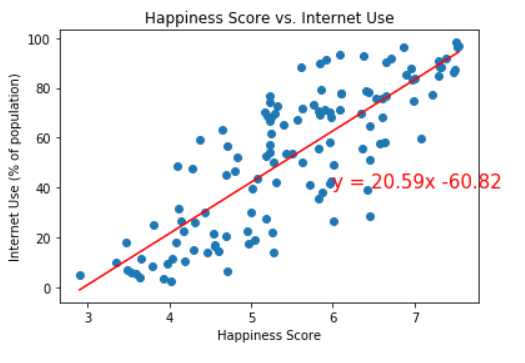 Happiness Score vs. Internet Use
100
80
60
40
20
0
Internet Use (% of population)
y = 20.59x -60.82
3 4 5 6 7
Happiness Score